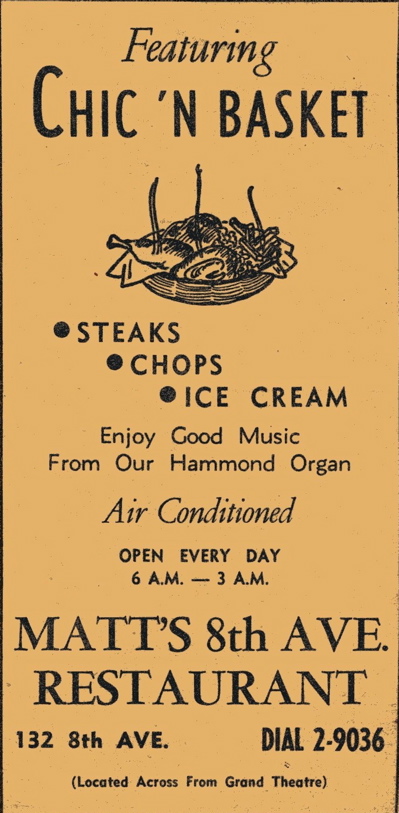 Featuring
CHIC 'N BASKET
• STEAKS
• CHOPS
• ICE CREAM
Enjoy Good Music
From Our Hammond Organ
Air Conditioned
OPEN EVERY DAY
6 A.M. — 3 A.M.
MATT'S 8th AVE.
RESTAURANT
132 8th AVE. DIAL 2-9036
(Located Across From Grand Theatre)